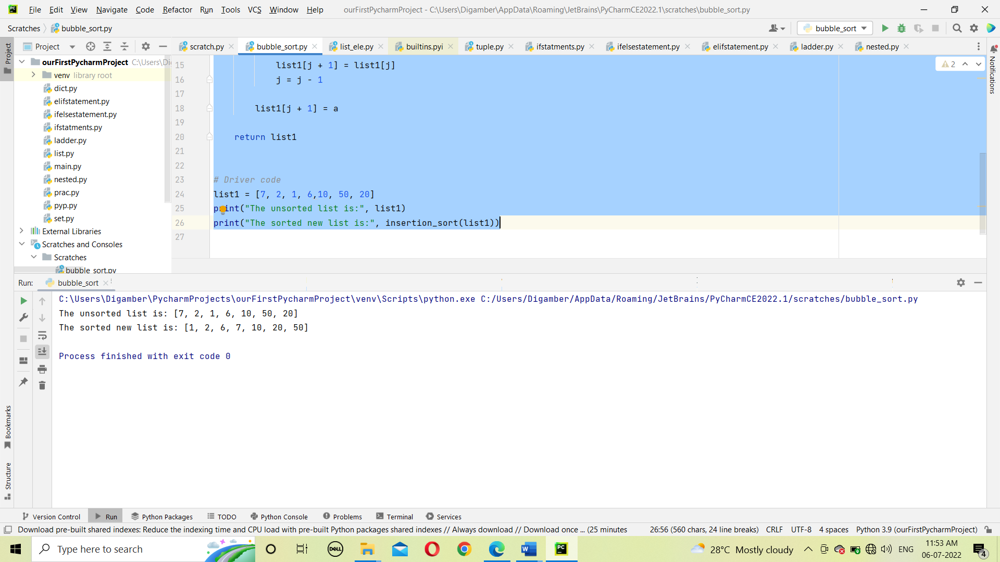 File Edit View Navigate Code Refactor Run Tools VCS Window Help ourFirstPycharmProject - C:\Users\Digamber\AppData\Roaming\JetBrains\PyCharmCE2022.1\scratches\bubble_sort.py
Scratches bubble_sort.py bubble_sort
Project scratch.py bubble_sort.py list_ele.py builtins.pyi tuple.py ifstatments.py ifelsestatement.py elifstatement.py ladder.py nested.py
Project
Notifications
ourFirstPycharmProject C:\Users\Di
venv library root
dict.py
elifstatement.py
ifelsestatement.py
ifstatments.py
ladder.py
list.py
main.py
nested.py
prac.py
pyp.py
set.py
External Libraries
Scratches and Consoles
Scratches
bubble_sort.py
2
15 list1[j + 1] = list1[j]
16 j = j - 1
17
18 list1[j + 1] = a
19
20 return list1
21
22
23 # Driver code
24 list1 = [7, 2, 1, 6,10, 50, 20]
25 print("The unsorted list is:", list1)
26 print("The sorted new list is:", insertion_sort(list1))
27
Run: bubble_sort
C:\Users\Digamber\PycharmProjects\ourFirstPycharmProject\venv\Scripts\python.exe C:/Users/Digamber/AppData/Roaming/JetBrains/PyCharmCE2022.1/scratches/bubble_sort.py
The unsorted list is: [7, 2, 1, 6, 10, 50, 20]
The sorted new list is: [1, 2, 6, 7, 10, 20, 50]
Process finished with exit code 0
Bookmarks
Structure
Version Control Run Python Packages TODO Python Console Problems Terminal Services
Download pre-built shared indexes: Reduce the indexing time and CPU load with pre-built Python packages shared indexes // Always download // Download once ... (25 minutes 26:56 (560 chars, 24 line breaks) CRLF UTF-8 4 spaces Python 3.9 (ourFirstPycharmProject)
Type here to search DELL W PC 28°C Mostly cloudy ENG 11:53 AM
06-07-2022 4